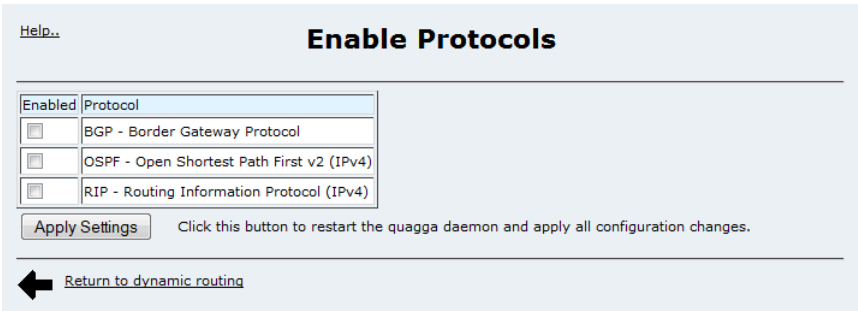 Help..
Enable Protocols
Enabled Protocol
BGP - Border Gateway Protocol
OSPF - Open Shortest Path First v2 (IPv4)
RIP - Routing Information Protocol (IPv4)
Apply Settings Click this button to restart the quagga daemon and apply all configuration changes.
Return to dynamic routing